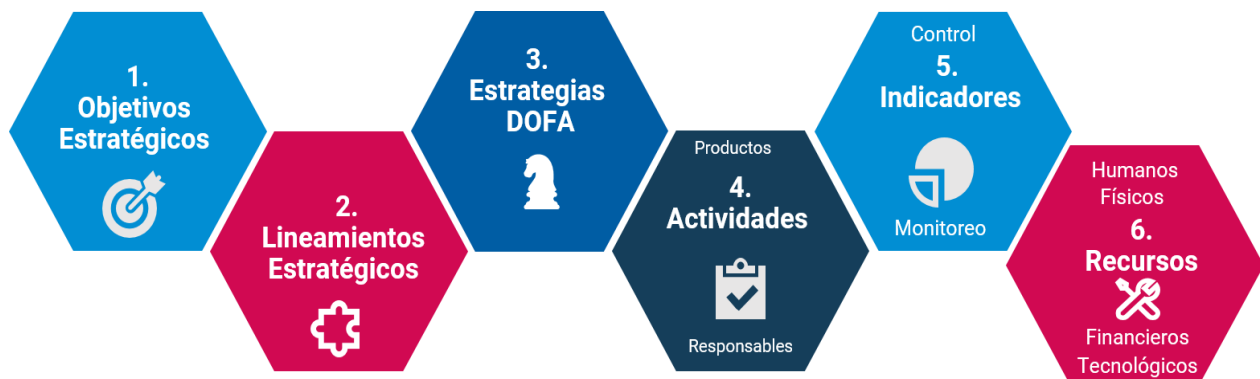 1.
Objetivos
Estratégicos
2.
Lineamientos
Estratégicos
3.
Estrategias
DOFA
Productos
4.
Actividades
Responsables
Control
5.
Indicadores
Monitoreo
Humanos
Físicos
6.
Recursos
Financieros
Tecnológicos